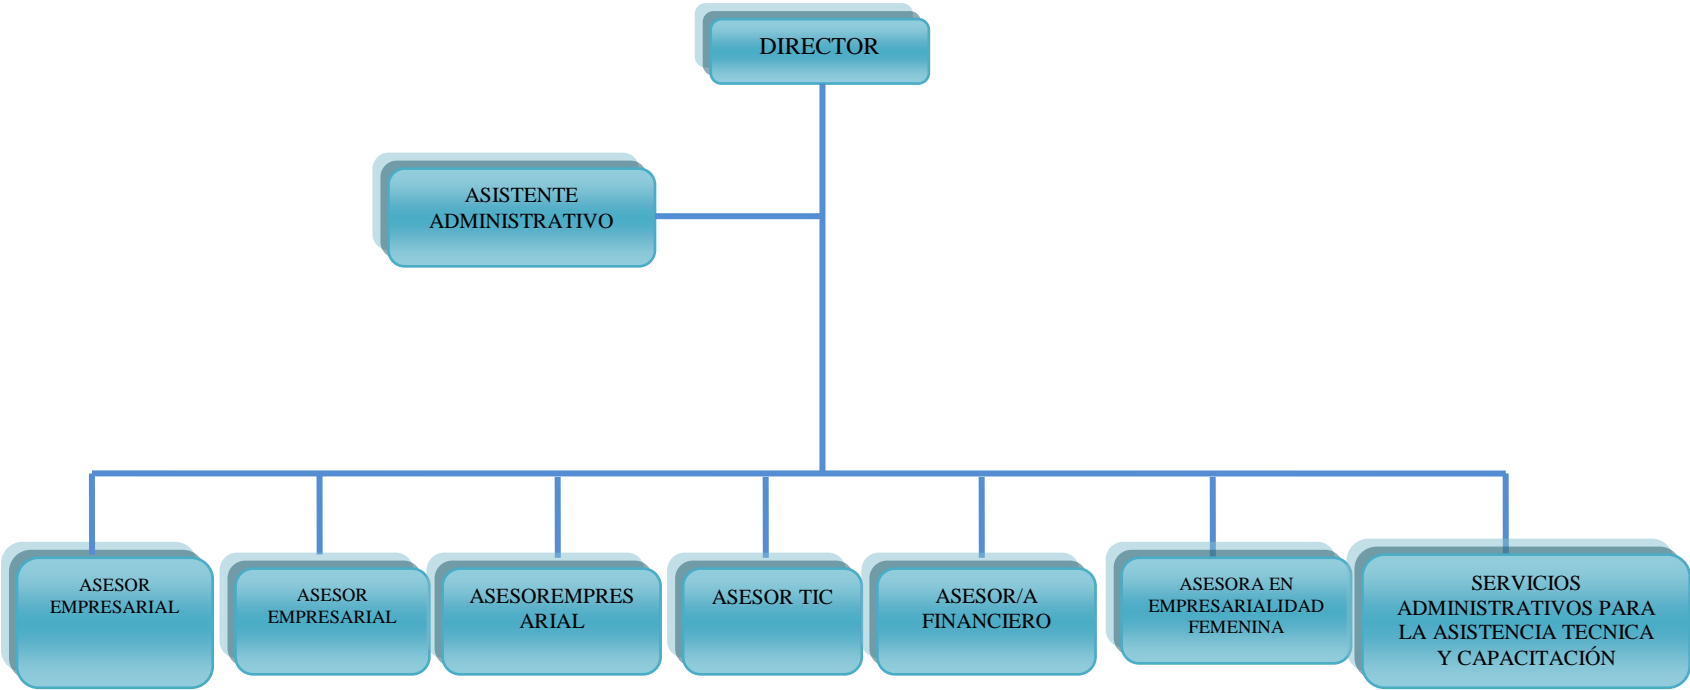 DIRECTOR
ASISTENTE
ADMINISTRATIVO
ASESOR
EMPRESARIAL
ASESOR
EMPRESARIAL
ASESOREMPRES
ARIAL
ASESOR TIC
ASESOR/A
FINANCIERO
ASESORA EN
EMPRESARIALIDAD
FEMENINA
SERVICIOS
ADMINISTRATIVOS PARA
LA ASISTENCIA TECNICA
Y CAPACITACIÓN